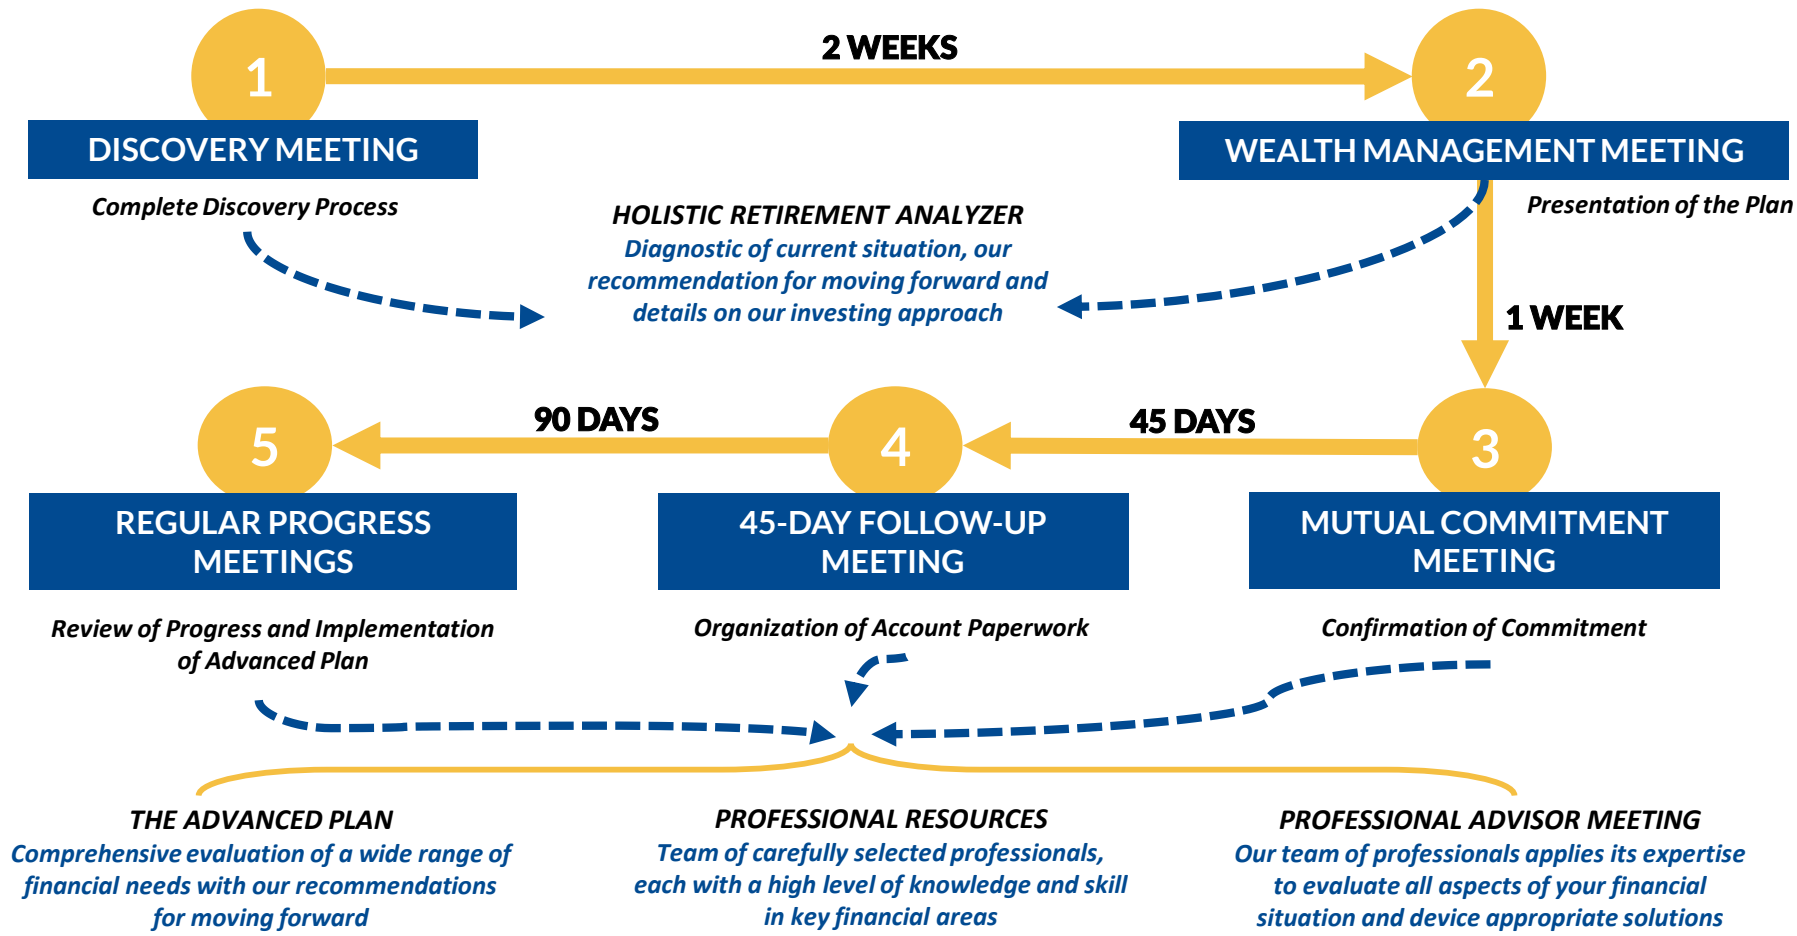 1
2 WEEKS
2
DISCOVERY MEETING
WEALTH MANAGEMENT MEETING
Complete Discovery Process
Presentation of the Plan
HOLISTIC RETIREMENT ANALYZER
Diagnostic of current situation, our
recommendation for moving forward and
details on our investing approach
1 WEEK
5
90 DAYS
4
45 DAYS
3
REGULAR PROGRESS
MEETINGS
45-DAY FOLLOW-UP
MEETING
MUTUAL COMMITMENT
MEETING
Review of Progress and Implementation
of Advanced Plan
Organization of Account Paperwork
Confirmation of Commitment
THE ADVANCED PLAN
Comprehensive evaluation of a wide range of
financial needs with our recommendations
for moving forward
PROFESSIONAL RESOURCES
Team of carefully selected professionals,
each with a high level of knowledge and skill
in key financial areas
PROFESSIONAL ADVISOR MEETING
Our team of professionals applies its expertise
to evaluate all aspects of your financial
situation and device appropriate solutions